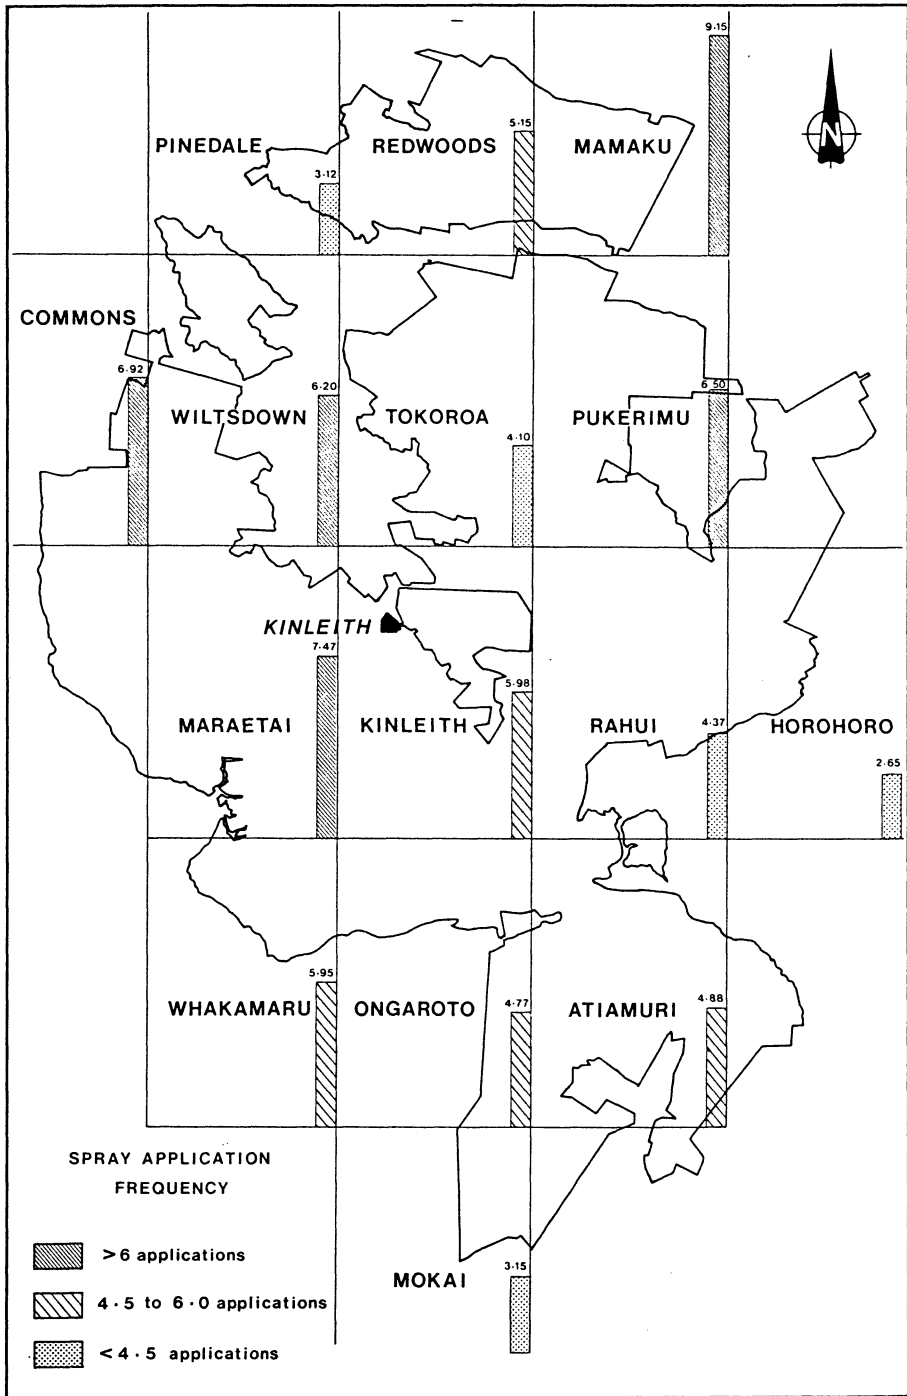 9·15
PINEDALE
REDWOODS
MAMAKU
N
5·15
3·12
COMMONS
6·92
6·20
6·50
WILTSDOWN
TOKOROA
PUKERIMU
4·10
KINLEITH
7·47
5·98
MARAETAI
KINLEITH
RAHUI
4·37
HOROHORO
2·65
5·95
WHAKAMARU
ONGAROTO
4·77
ATIAMURI
4·88
SPRAY APPLICATION
FREQUENCY
>6 applications
4·5 to 6·0 applications
<4·5 applications
MOKAI
3·15